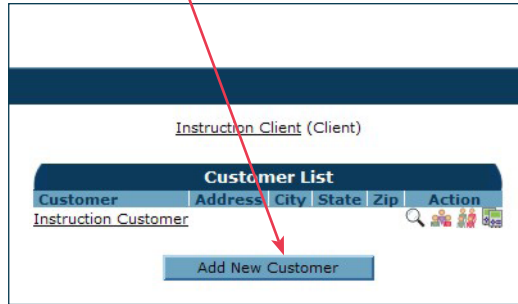 Instruction Client (Client)
Customer List
Customer Address City State Zip Action
Instruction Customer
Add New Customer